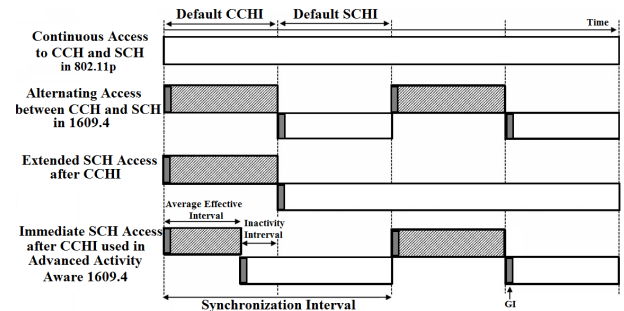 Default CCHI
Default SCHI
Time
Continuous Access
to CCH and SCH
in 802.11p
Alternating Access
between CCH and SCH
in 1609.4
Extended SCH Access
after CCHI
Average Effective
Interval
Inactivity
Intrerval
Immediate SCH Access
after CCHI used in
Advanced Activity
Aware 1609.4
Synchronization Interval
GI